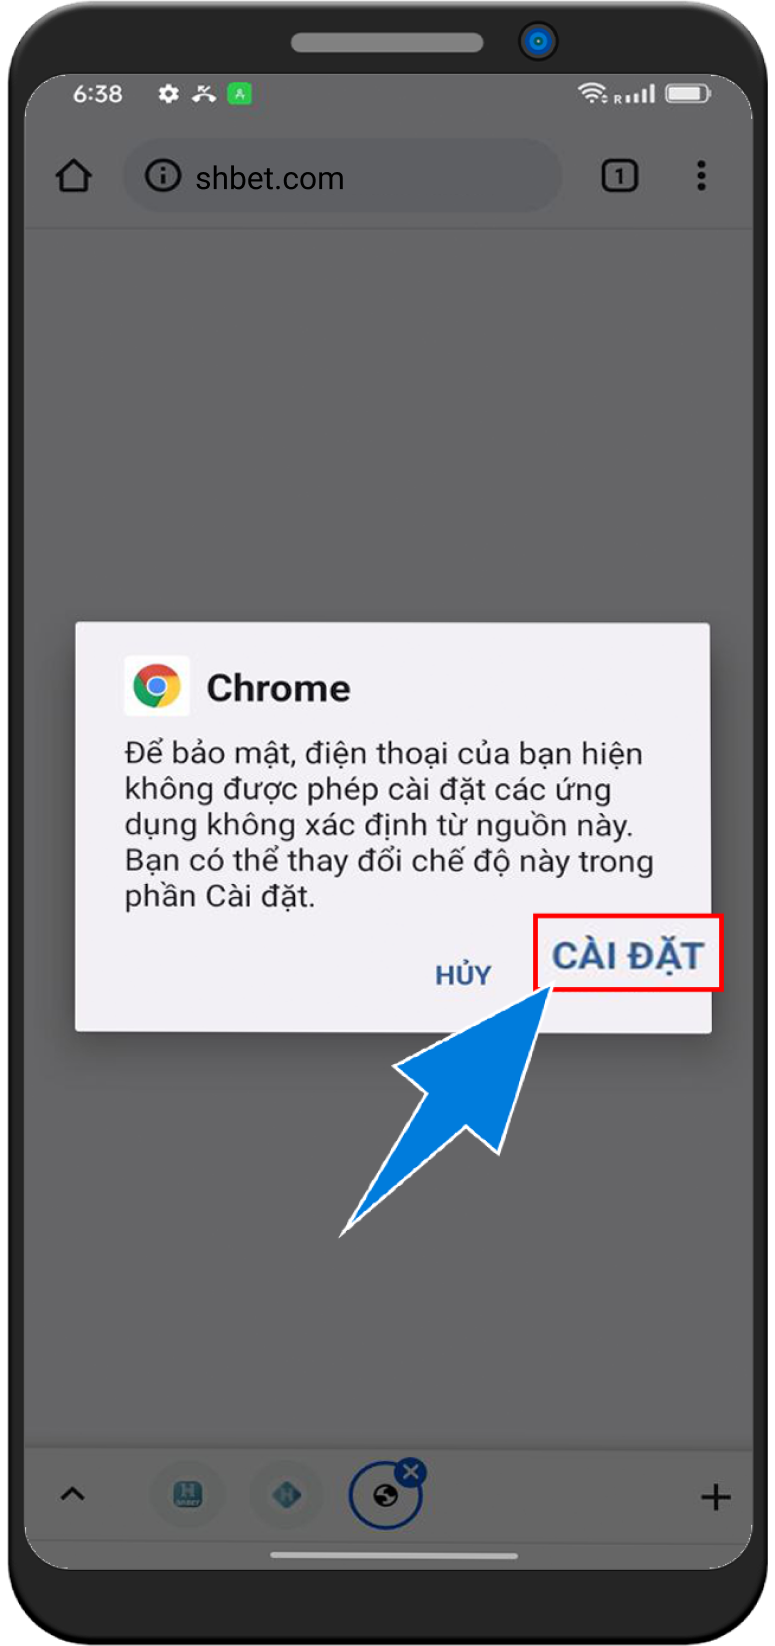 6:38
R
shbet.com
1
Chrome
Để bảo mật, điện thoại của bạn hiện
không được phép cài đặt các ứng
dụng không xác định từ nguồn này.
Bạn có thể thay đổi chế độ này trong
phần Cài đặt.
HỦY
CÀI ĐẶT
H
SHBET
H